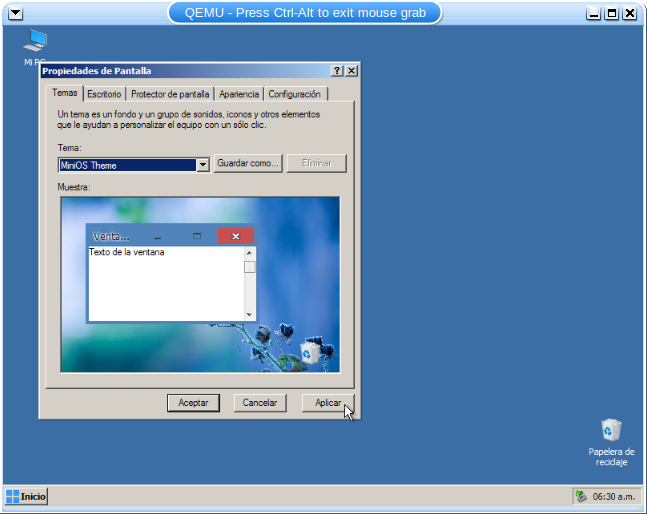 QEMU - Press Ctrl-Alt to exit mouse grab
Mi PC
Propiedades de Pantalla
Temas
Escritorio
Protector de pantalla
Apariencia
Configuración
Un tema es un fondo y un grupo de sonidos, iconos y otros elementos
que le ayudan a personalizar el equipo con un sólo clic.
Tema:
MiniOS Theme
Guardar como...
Eliminar
Muestra:
Venta...
Texto de la ventana
Aceptar
Cancelar
Aplicar
Papelera de
reciclaje
Inicio
06:30 a.m.